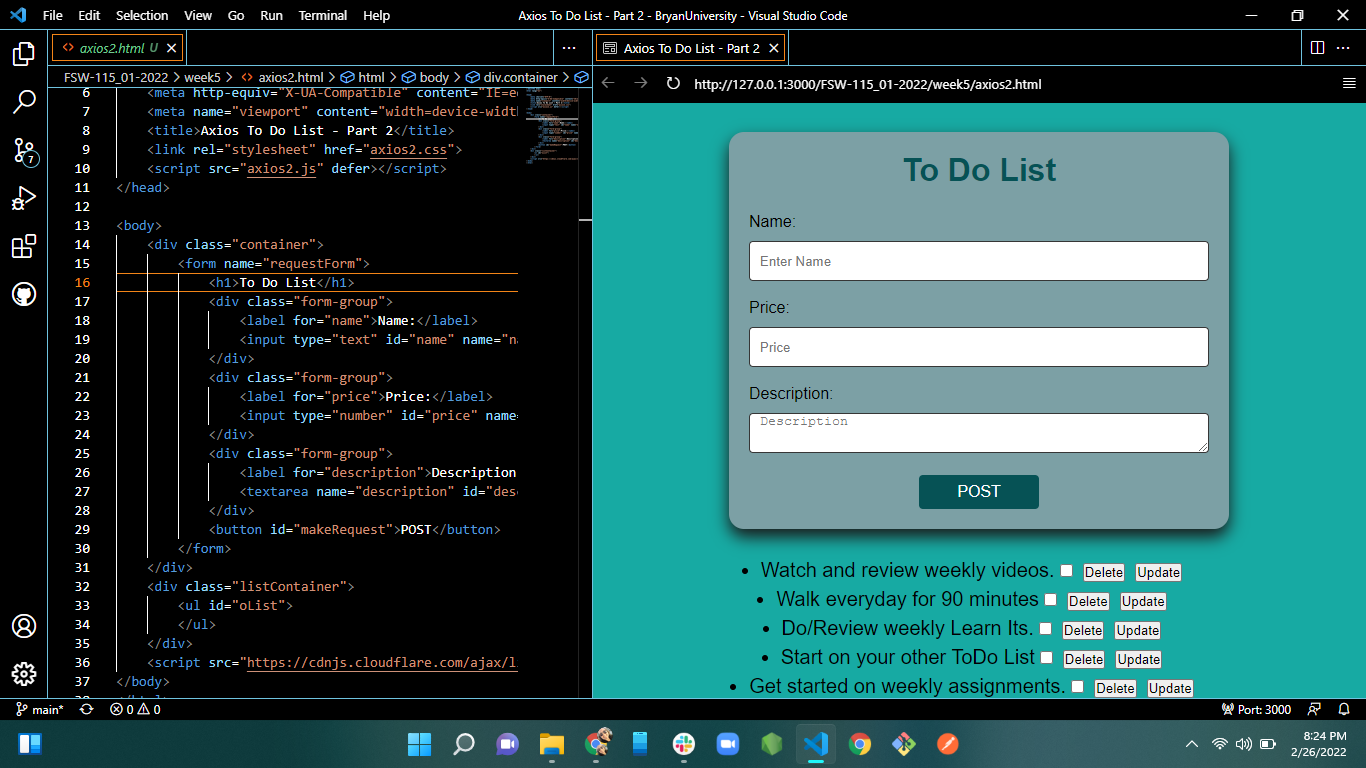 File Edit Selection View Go Run Terminal Help Axios To Do List - Part 2 - BryanUniversity - Visual Studio Code
axios2.html U
FSW-115_01-2022 > week5 > axios2.html > html > body > div.container >
6 <meta http-equiv="X-UA-Compatible" content="IE=e
7 <meta name="viewport" content="width=device-widt
8 <title>Axios To Do List - Part 2</title>
9 <link rel="stylesheet" href="axios2.css">
10 <script src="axios2.js" defer></script>
11 </head>
12
13 <body>
14 <div class="container">
15 <form name="requestForm">
16 <h1>To Do List</h1>
17 <div class="form-group">
18 <label for="name">Name:</label>
19 <input type="text" id="name" name="n
20 </div>
21 <div class="form-group">
22 <label for="price">Price:</label>
23 <input type="number" id="price" name=
24 </div>
25 <div class="form-group">
26 <label for="description">Description
27 <textarea name="description" id="des
28 </div>
29 <button id="makeRequest">POST</button>
30 </form>
31 </div>
32 <div class="listContainer">
33 <ul id="oList">
34 </ul>
35 </div>
36 <script src="https://cdnjs.cloudflare.com/ajax/l
37 </body>
Axios To Do List - Part 2
http://127.0.0.1:3000/FSW-115_01-2022/week5/axios2.html
To Do List
Name:
Enter Name
Price:
Price
Description:
Description
POST
Watch and review weekly videos. Delete Update
Walk everyday for 90 minutes Delete Update
Do/Review weekly Learn Its. Delete Update
Start on your other ToDo List Delete Update
Get started on weekly assignments. Delete Update
7
main* 0 0 Port: 3000
8:24 PM
2/26/2022